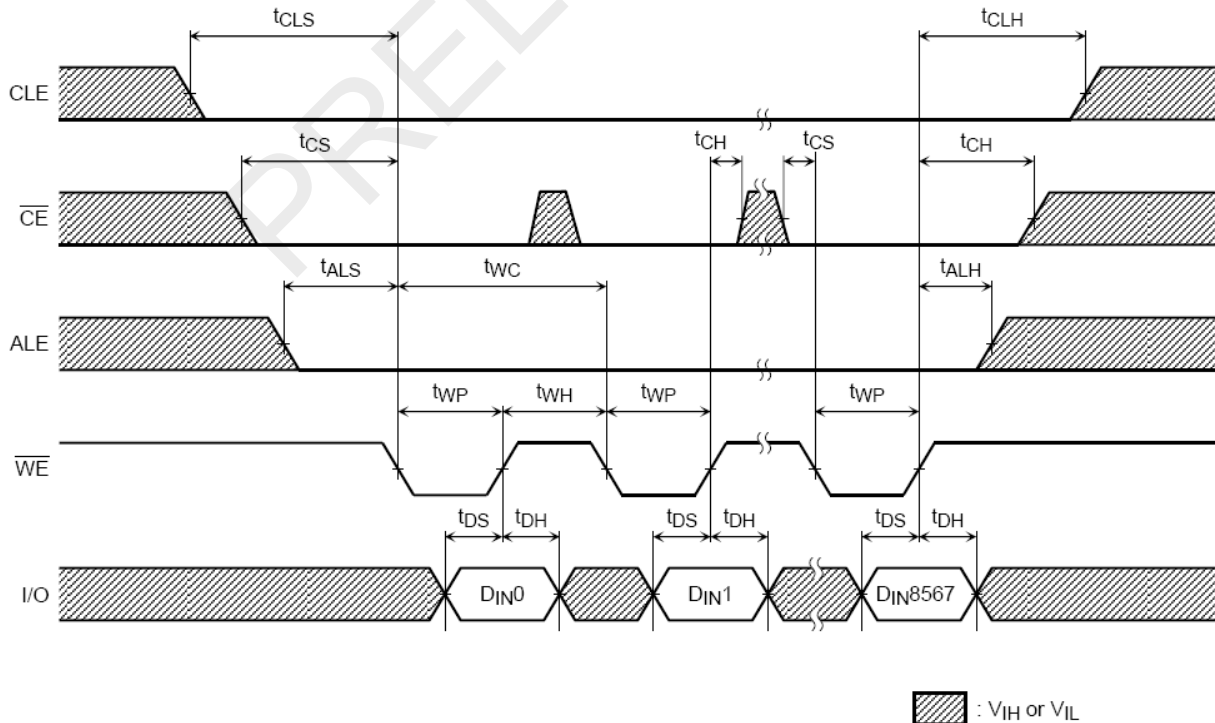 PREL
tCLS tCLH
CLE
tCS tCH tCS tCH
CE
tALS tWC tALH
ALE
tWP tWH tWP tWP
WE
tDS tDH tDS tDH tDS tDH
I/O DIN0 DIN1 DIN8567
: VIH or VIL